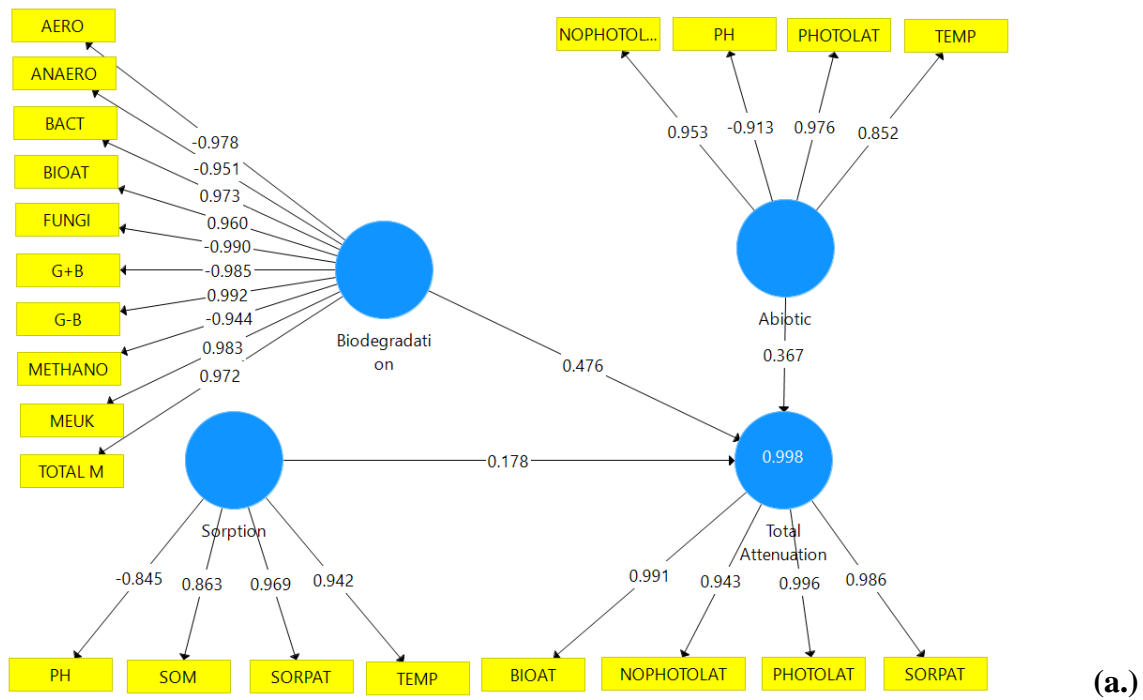 AERO
ANAERO
BACT
BIOAT
FUNGI
G+B
G-B
METHANO
MEUK
TOTAL M
-0.978
-0.951
0.973
0.960
-0.990
-0.985
0.992
-0.944
0.983
0.972
Biodegradati
on
NOPHOTOL...
PH
PHOTOLAT
TEMP
0.953
-0.913
0.976
0.852
Abiotic
0.476
0.367
0.178
0.998
Sorption
Total
Attenuation
-0.845
0.863
0.969
0.942
0.991
0.943
0.996
0.986
PH
SOM
SORPAT
TEMP
BIOAT
NOPHOTOLAT
PHOTOLAT
SORPAT
(a.)